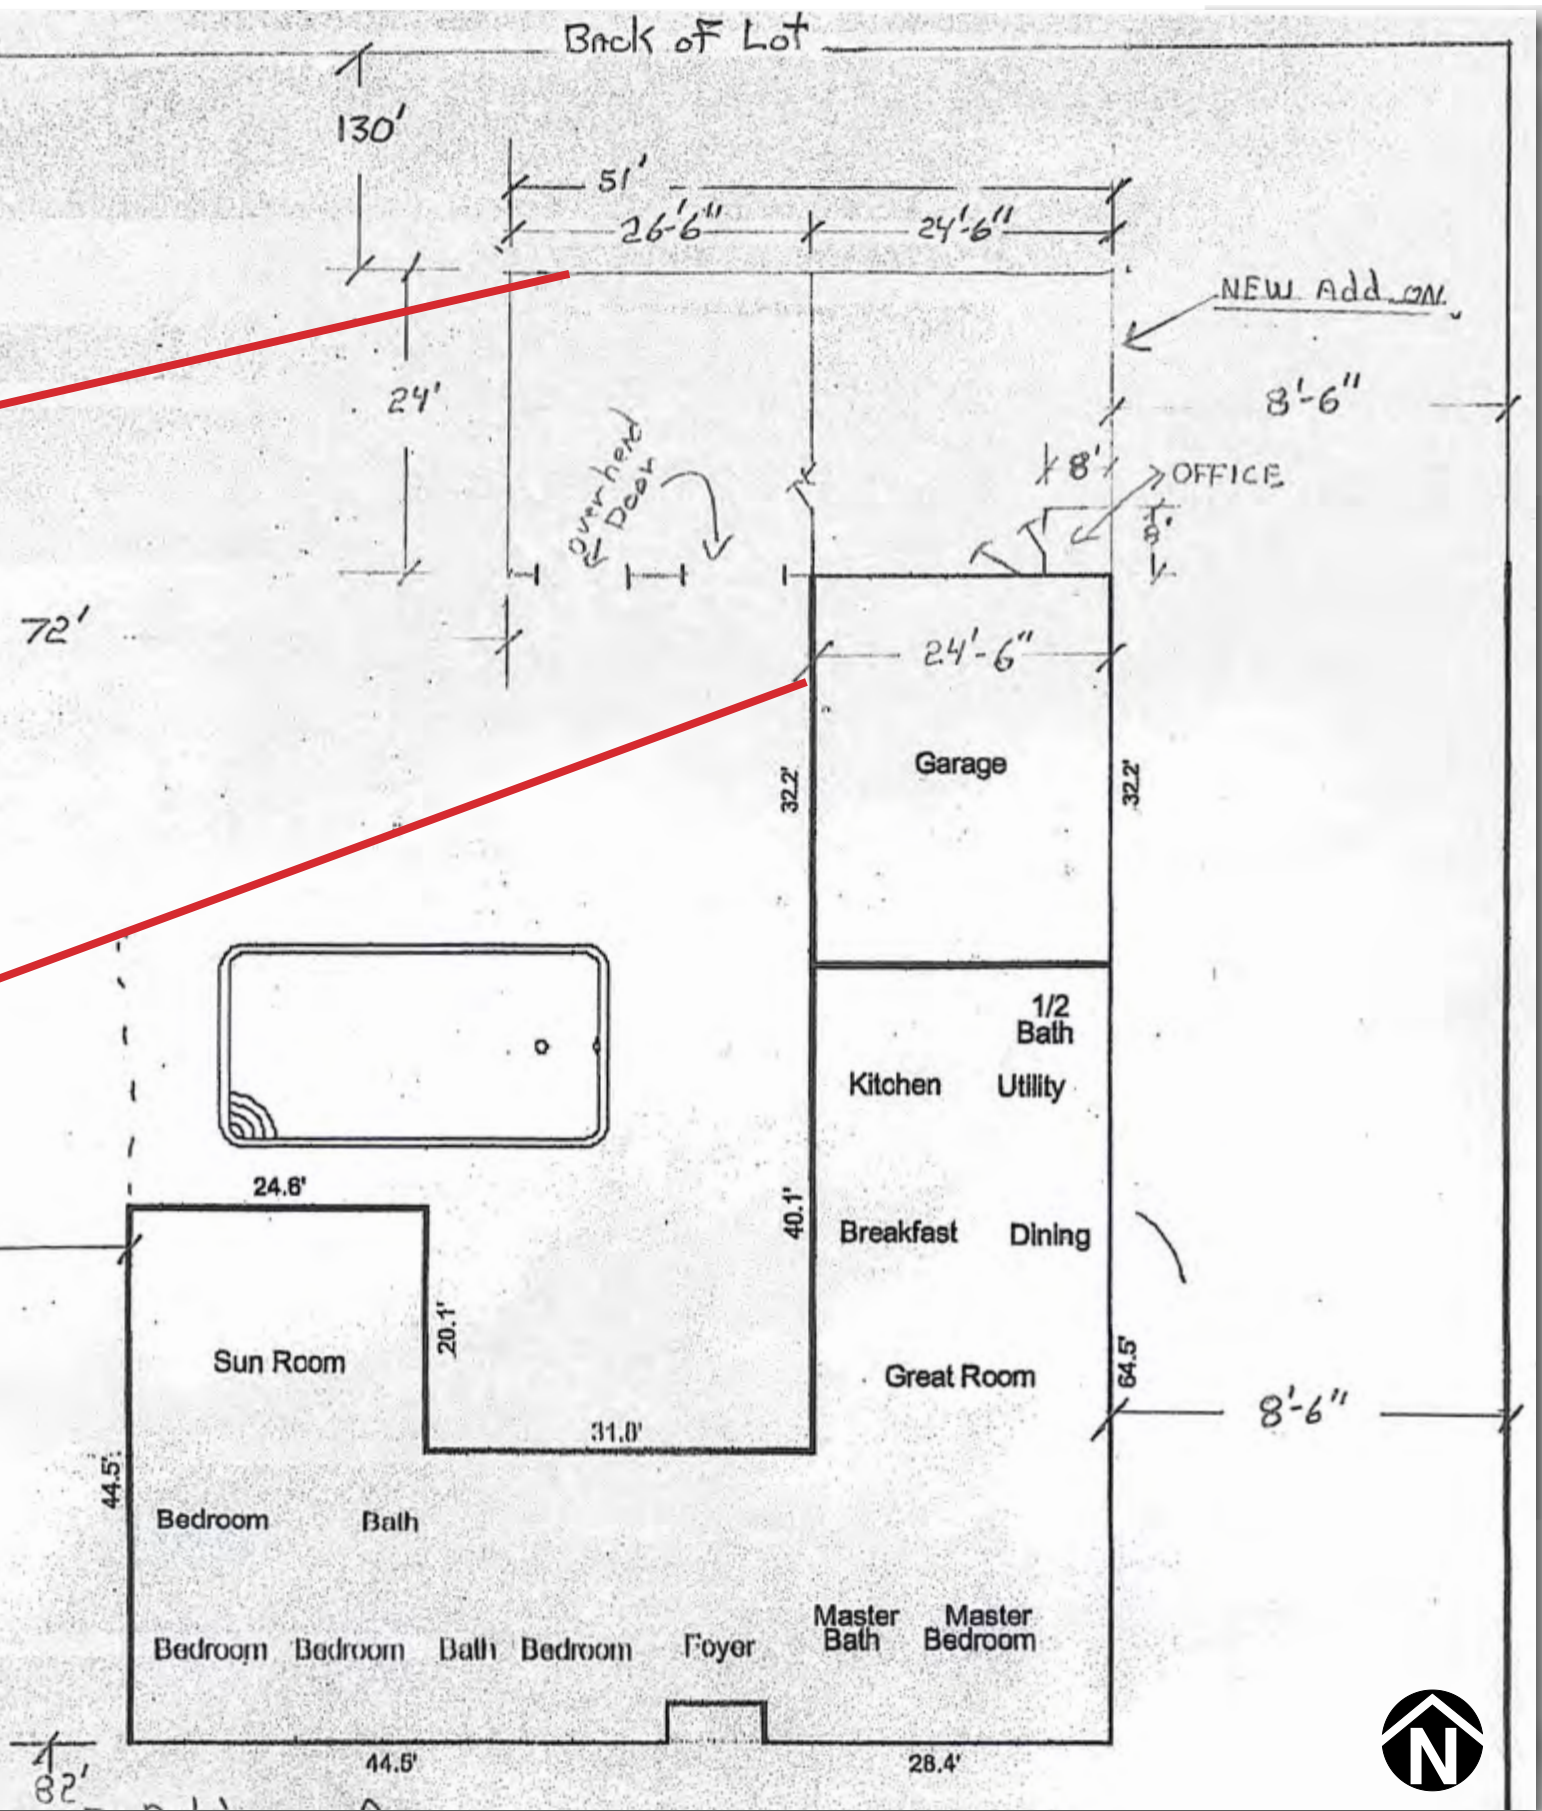 Back of Lot
130'
51'
26'-6"
24'-6"
NEW Add on
24'
8'-6"
overhead
Door
8'
OFFICE
8'
72'
24'-6"
Garage
32.2'
32.2'
1/2
Bath
Kitchen
Utility
24.6'
40.1'
Breakfast
Dining
20.1'
Sun Room
64.5'
Great Room
8'-6"
31.8'
44.5'
Bedroom
Bath
Master
Bath
Master
Bedroom
Bedroom
Bedroom
Bath
Bedroom
Foyer
N
44.5'
28.4'
82'